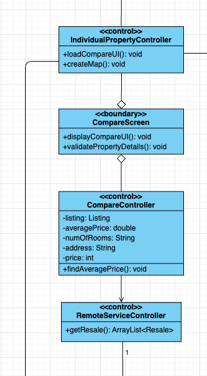 <<control>>
IndividualPropertyController
+loadCompareUI(): void
+createMap(): void
<<boundary>>
CompareScreen
+displayCompareUI(): void
+validatePropertyDetails(): void
<<control>>
CompareController
-listing: Listing
-averagePrice: double
-numOfRooms: String
-address: String
-price: int
+findAveragePrice(): void
<<control>>
RemoteServiceController
+getResale(): ArrayList<Resale>
1